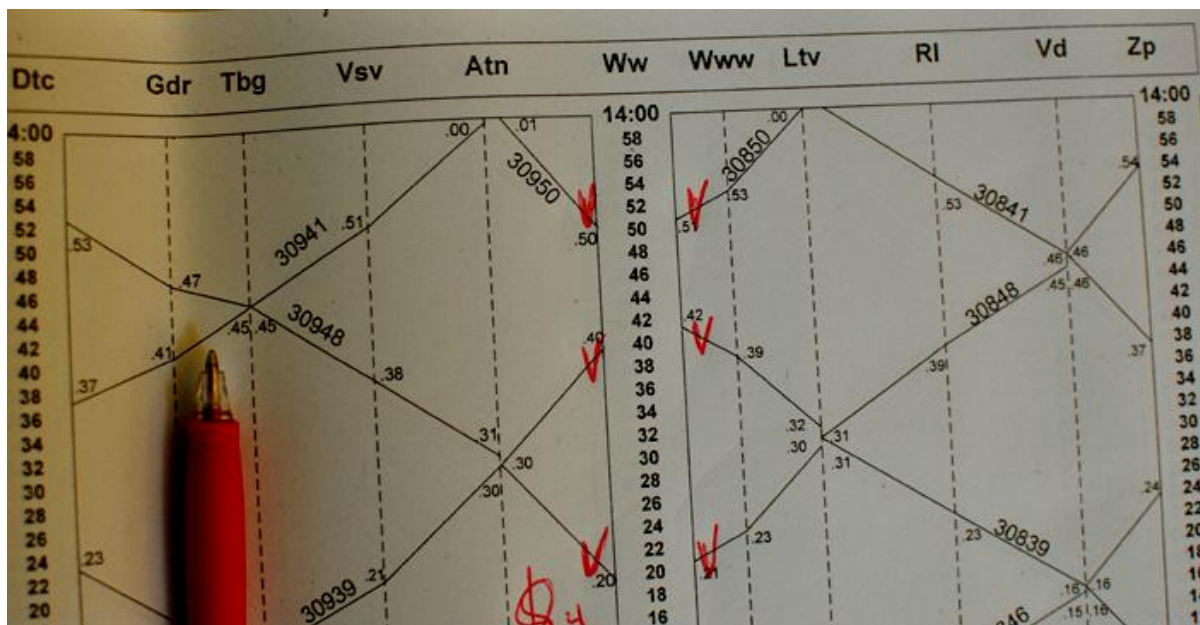 Dtc Gdr Tbg Vsv Atn Ww Www Ltv Rl Vd Zp
4:00 .00 .01 14:00 .00 14:00
58 58 58
56 56 56
54 30950 54 30850 .53 .54 54
52 .51 52 .51 .53 30841 52
.53 50 30941 .50 50 50
48 .47 48 .46 .46 48
46 46 .45 .46 46
44 .45 .45 30948 44 30848 44
42 .41 42 .42 42
40 .40 40 .39 .39 40
38 .37 .38 38 .37 38
36 36 36
34 34 34
32 .31 32 .32 .31 32
30 .30 .30 30 .30 .31 30
28 28 28
26 26 26
24 .23 24 .23 .23 30839 .24 24
22 .21 22 .21 22
20 30939 .20 20 20
18 .16 .16 18
16 .15 .16